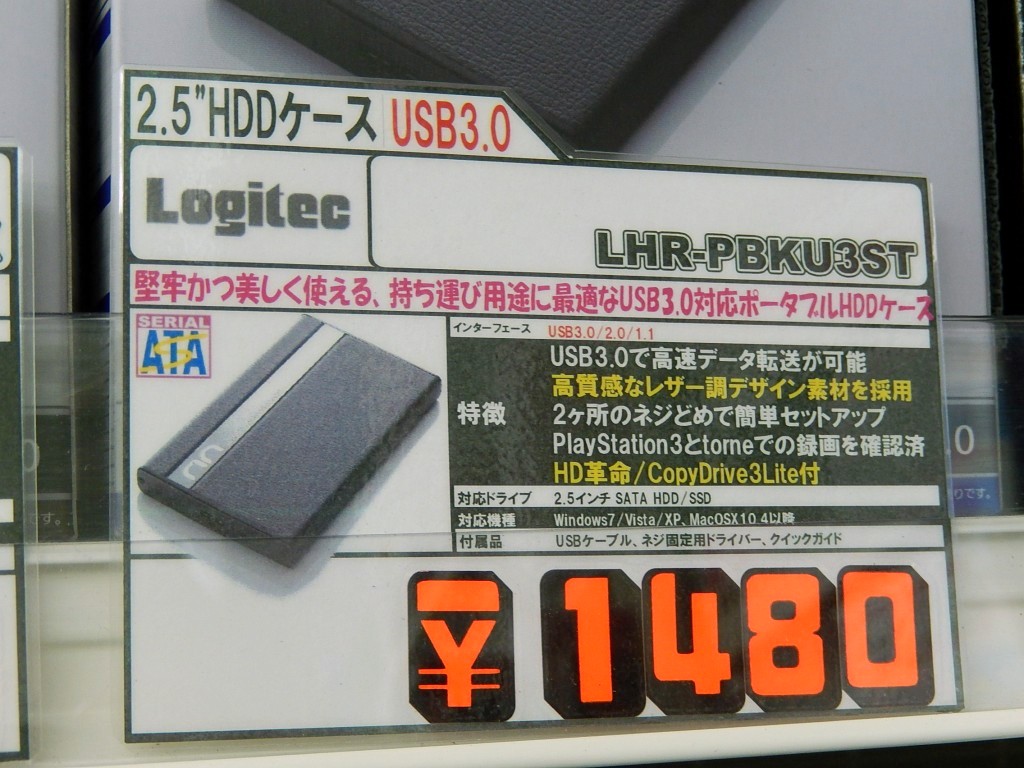 2.5"HDDケース USB3.0
Logitec
LHR-PBKU3ST
堅牢かつ美しく使える、持ち運び用途に最適なUSB3.0対応ポータブルHDDケース
SERIAL
SATA
インターフェース USB3.0/2.0/1.1
特徴
USB3.0で高速データ転送が可能
高質感なレザー調デザイン素材を採用
2ヶ所のネジどめで簡単セットアップ
PlayStation3とtorneでの録画を確認済
HD革命/CopyDrive3Lite付
対応ドライブ 2.5インチ SATA HDD/SSD
対応機種 Windows7/Vista/XP、MacOSX10.4以降
付属品 USBケーブル、ネジ固定用ドライバー、クイックガイド
¥1480